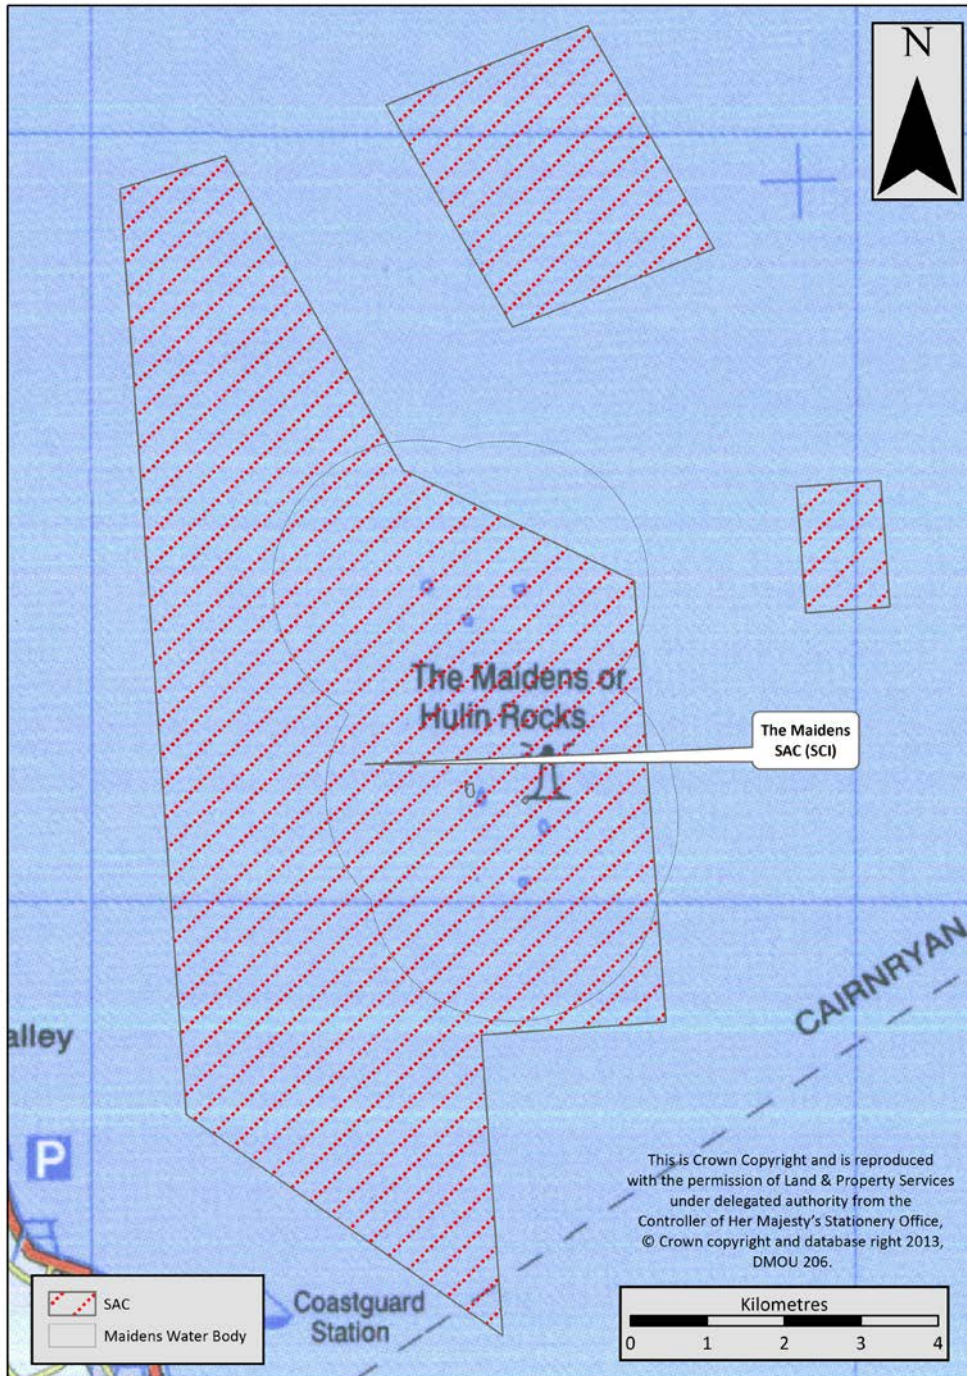 N
The Maidens or
Hulin Rocks
The Maidens
SAC (SCI)
CAIRNRYAN
alley
P
This is Crown Copyright and is reproduced
with the permission of Land & Property Services
under delegated authority from the
Controller of Her Majesty's Stationery Office,
© Crown copyright and database right 2013,
DMOU 206.
SAC
Maidens Water Body
Coastguard
Station
Kilometres
0 1 2 3 4